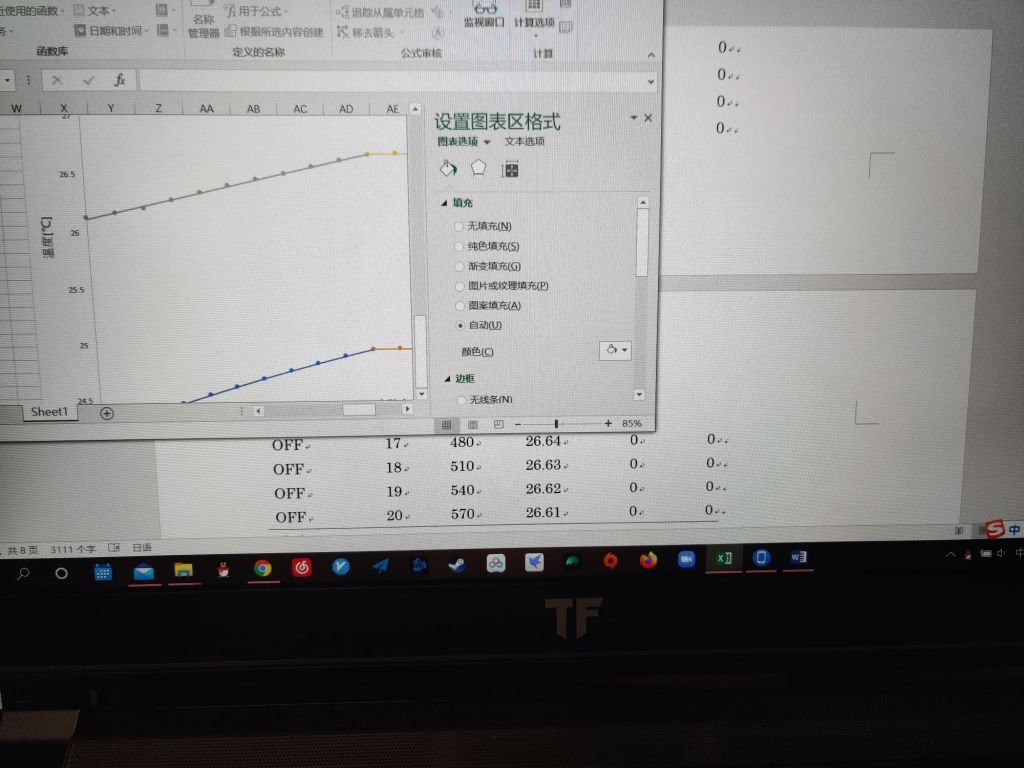 近使用的函数
文本
用于公式
追踪从属单元格
日期和时间
名称
管理器
根据所选内容创建
移去箭头
监视窗口
计算选项
函数库
定义的名称
公式审核
计算
fx
W X Y Z AA AB AC AD AE
27
26.5
26
25.5
25
24.5
温度[℃]
设置图表区格式
图表选项
文本选项
填充
无填充(N)
纯色填充(S)
渐变填充(G)
图片或纹理填充(P)
图案填充(A)
自动(U)
颜色(C)
边框
无线条(N)
Sheet1
85%
0
0
0
0
OFF 17 480 26.64 0 0
OFF 18 510 26.63 0 0
OFF 19 540 26.62 0 0
OFF 20 570 26.61 0 0
共 8 页 3111 个字 日语
S 中
TF